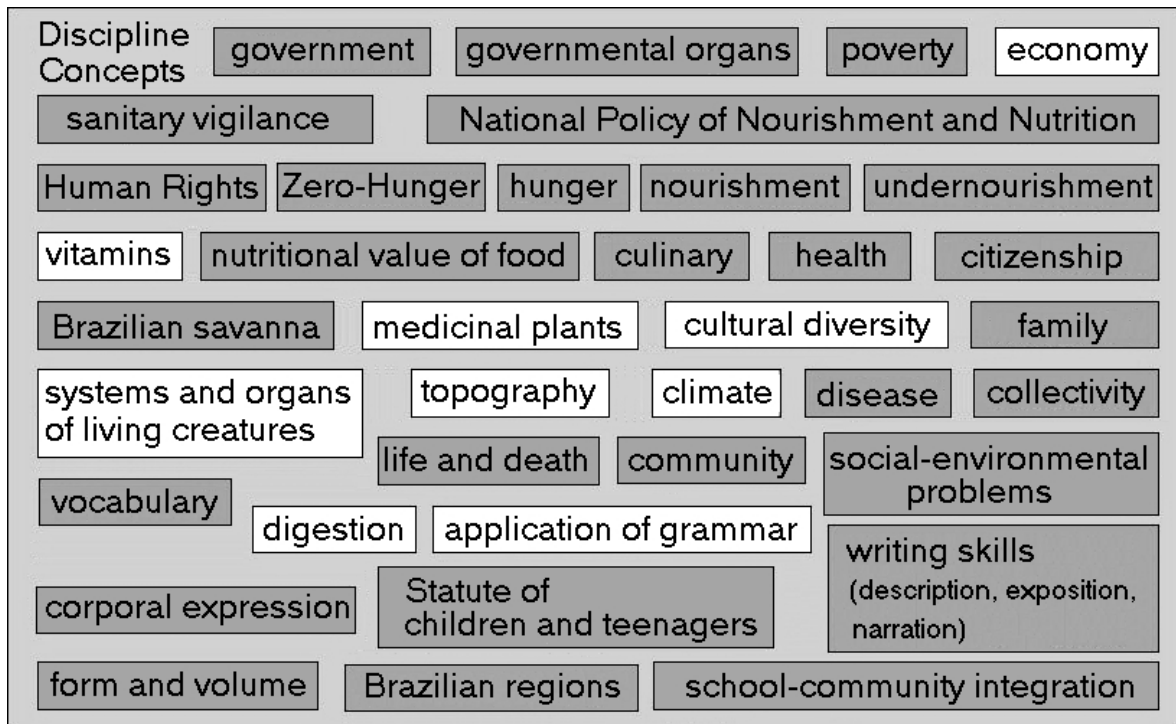 Discipline
Concepts
government
governmental organs
poverty
economy
sanitary vigilance
National Policy of Nourishment and Nutrition
Human Rights
Zero-Hunger
hunger
nourishment
undernourishment
vitamins
nutritional value of food
culinary
health
citizenship
Brazilian savanna
medicinal plants
cultural diversity
family
systems and organs
of living creatures
topography
climate
disease
collectivity
life and death
community
social-environmental
problems
vocabulary
digestion
application of grammar
writing skills
(description, exposition,
narration)
corporal expression
Statute of
children and teenagers
form and volume
Brazilian regions
school-community integration